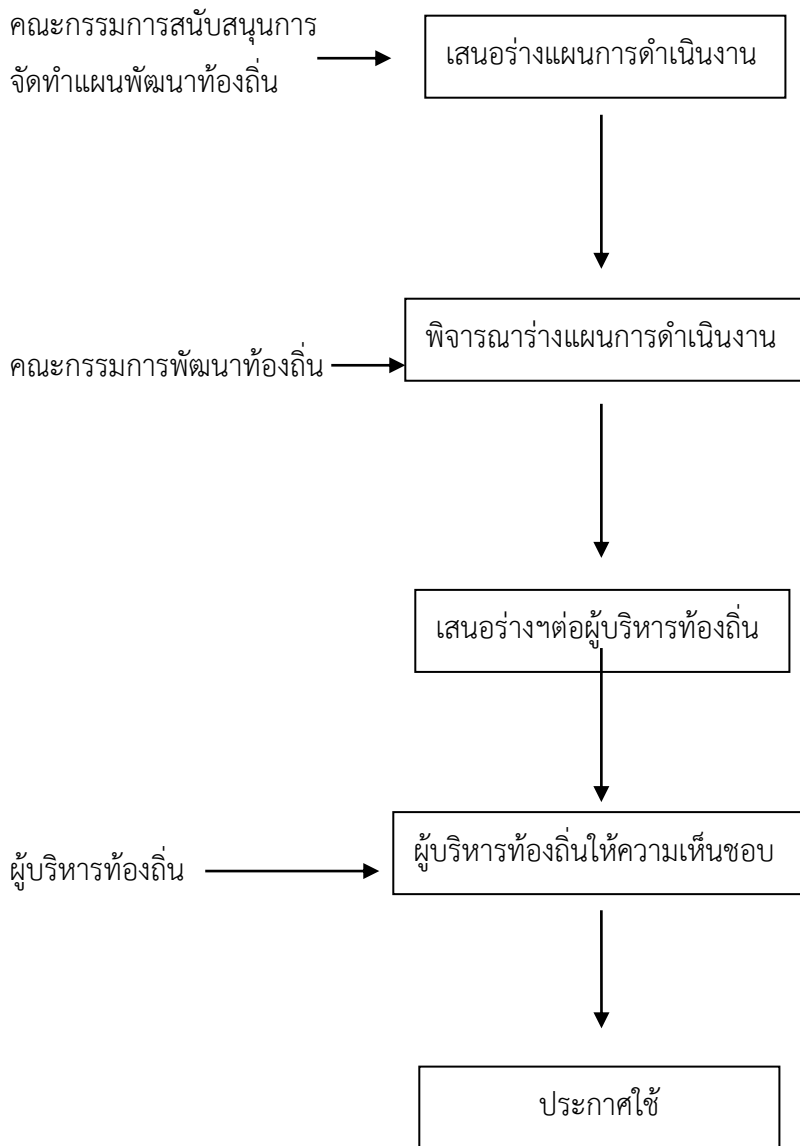 คณะกรรมการสนับสนุนการ
จัดทำแผนพัฒนาท้องถิ่น
เสนอร่างแผนการดำเนินงาน
พิจารณาร่างแผนการดำเนินงาน
คณะกรรมการพัฒนาท้องถิ่น
เสนอร่างฯต่อผู้บริหารท้องถิ่น
ผู้บริหารท้องถิ่นให้ความเห็นชอบ
ผู้บริหารท้องถิ่น
ประกาศใช้